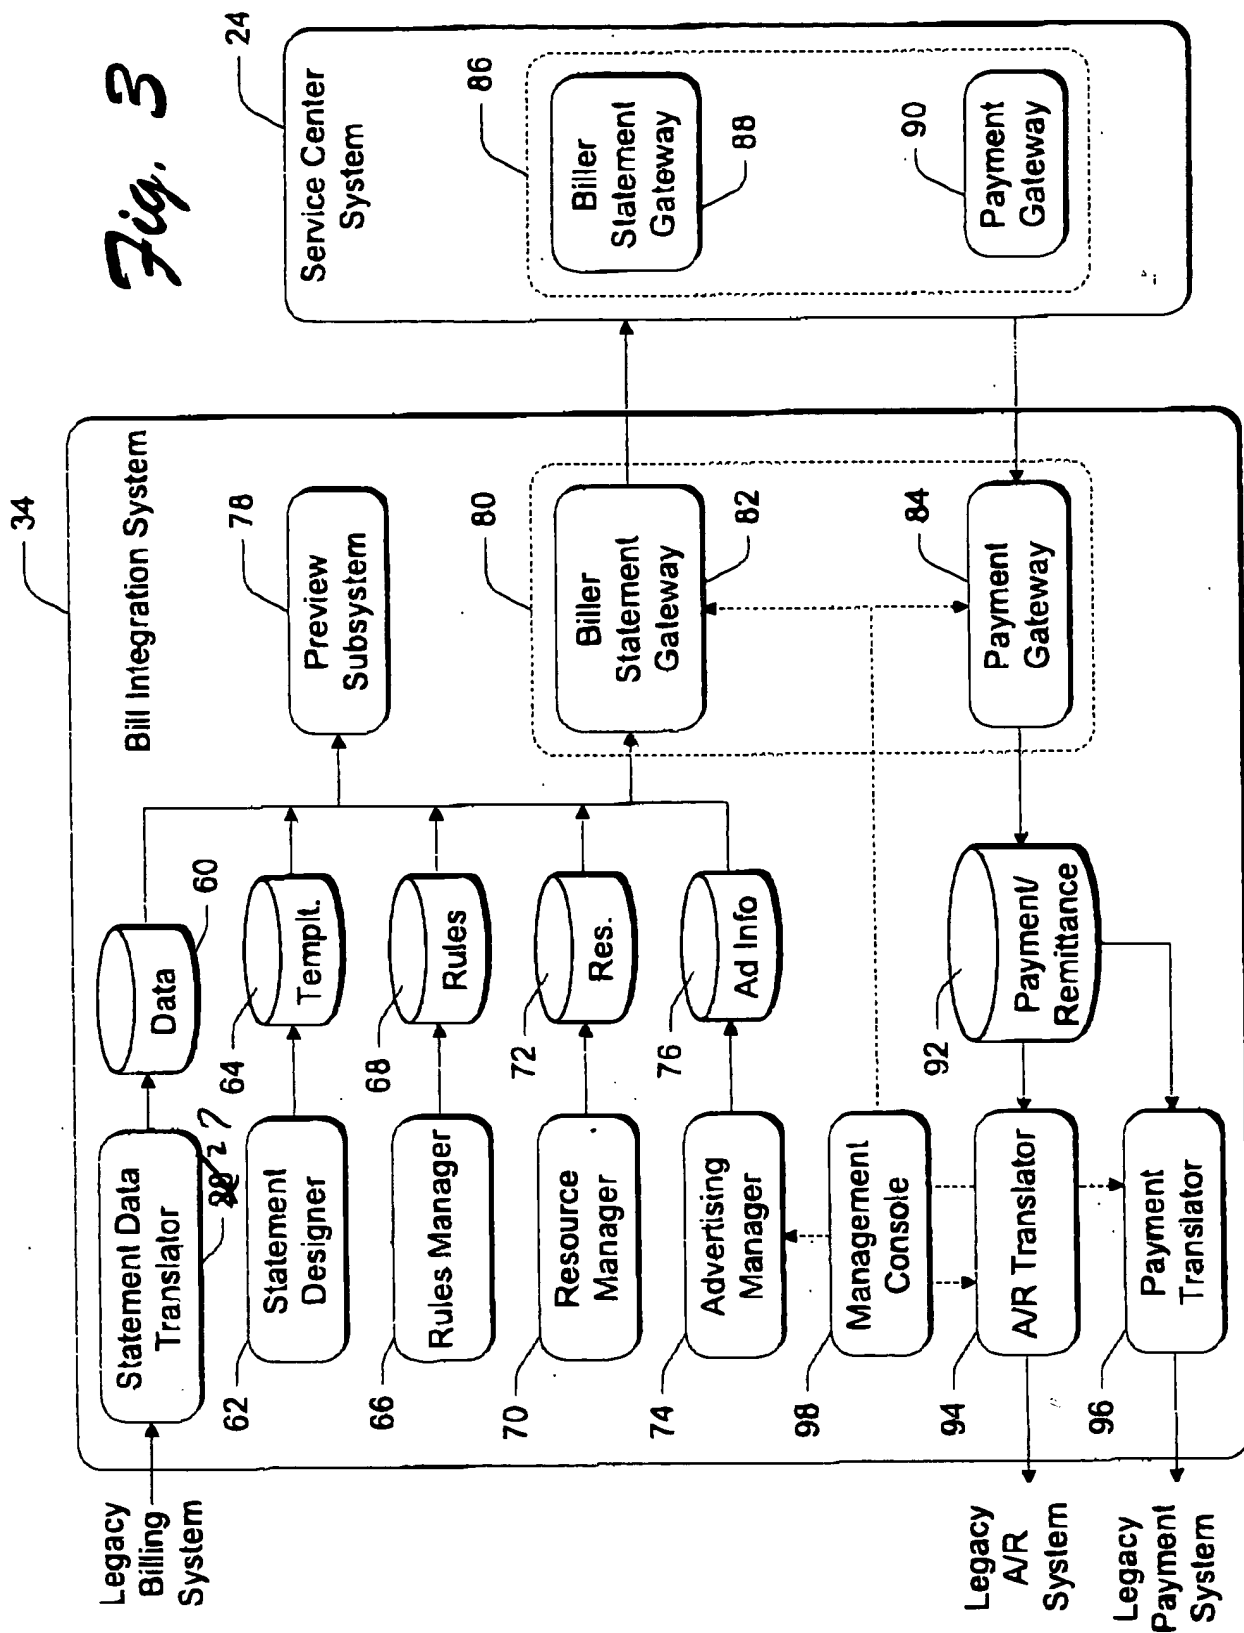 Fig. 3
34
Bill Integration System
24
Service Center
System
Legacy
Billing
System
Statement Data
Translator
27
Data
60
Statement
Designer
62
Templt.
64
Rules Manager
66
Rules
68
Resource
Manager
70
Res.
72
Advertising
Manager
74
Ad Info
76
Preview
Subsystem
78
80
Biller
Statement
Gateway
82
Payment
Gateway
84
86
Biller
Statement
Gateway
88
Payment
Gateway
90
Management
Console
98
Payment/
Remittance
92
A/R Translator
94
Payment
Translator
96
Legacy
A/R
System
Legacy
Payment
System